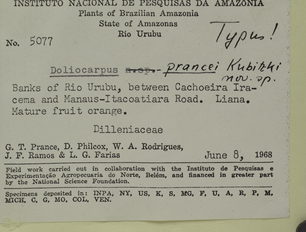 INSTITUTO NACIONAL DE PESQUISAS DA AMAZONIA
Plants of Brazilian Amazonia
State of Amazonas
Rio Urubu
Typus!
No. 5077
Doliocarpus a.sp. prancei Kubitzki
nov. sp.
Banks of Rio Urubu, between Cachoeira Ira-
cema and Manaus-Itacoatiara Road. Liana.
Mature fruit orange.
Dilleniaceae
G. T. Prance, D. Philcox, W. A. Rodrigues,
J. F. Ramos & L. G. Farias
June 8, 1968
Field work carried out in collaboration with the Instituto de Pesquisas e
Experimentação Agropecuaria do Norte, Belém, and financed in greater part
by the National Science Foundation.
Specimens deposited in: INPA, NY, US, K, S, MG, F, U, A, R, P, M,
MICH, C, G, MO, COL, VEN.